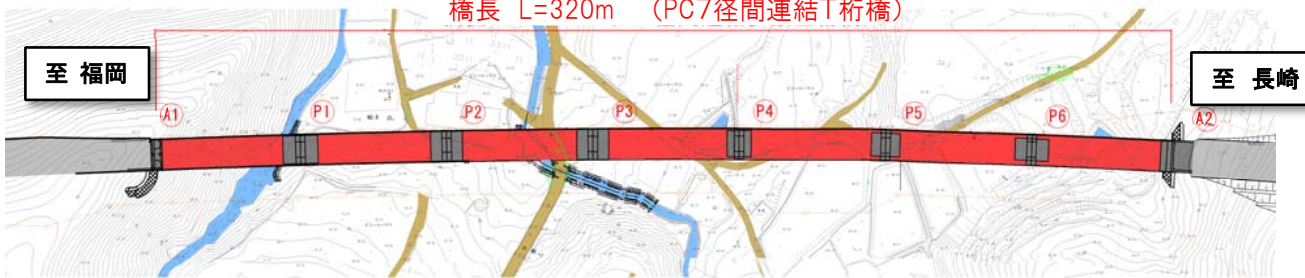 橋長 L=320m （PC7径間連結T桁橋）
至 福岡
至 長崎
A1
P1
P2
P3
P4
P5
P6
A2